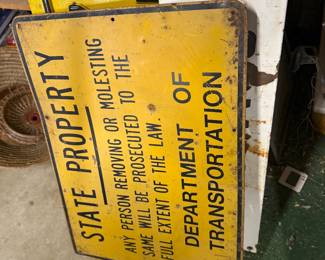 STATE PROPERTY
ANY PERSON REMOVING OR MOLESTING
SAME WILL BE PROSECUTED TO THE
FULL EXTENT OF THE LAW.
DEPARTMENT OF
TRANSPORTATION